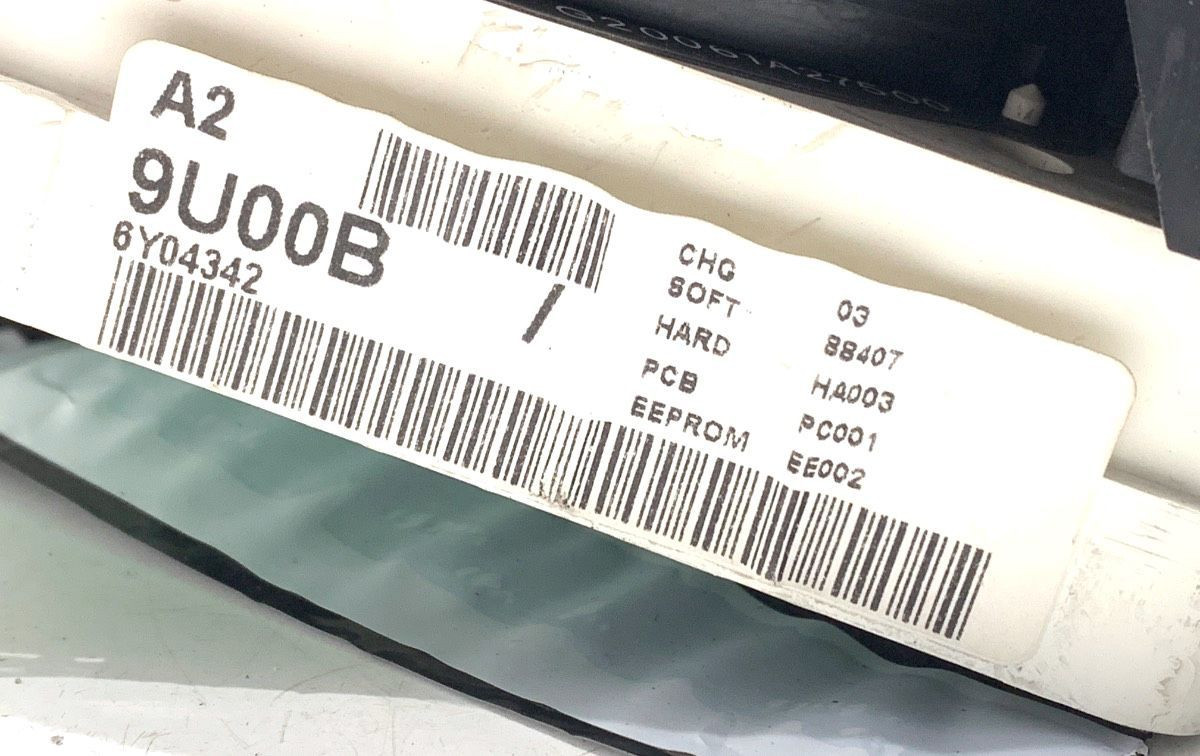 A2
9U00B
6Y04342
/
CHG 03
SOFT 88407
HARD HA003
PCB PC001
EEPROM EE002